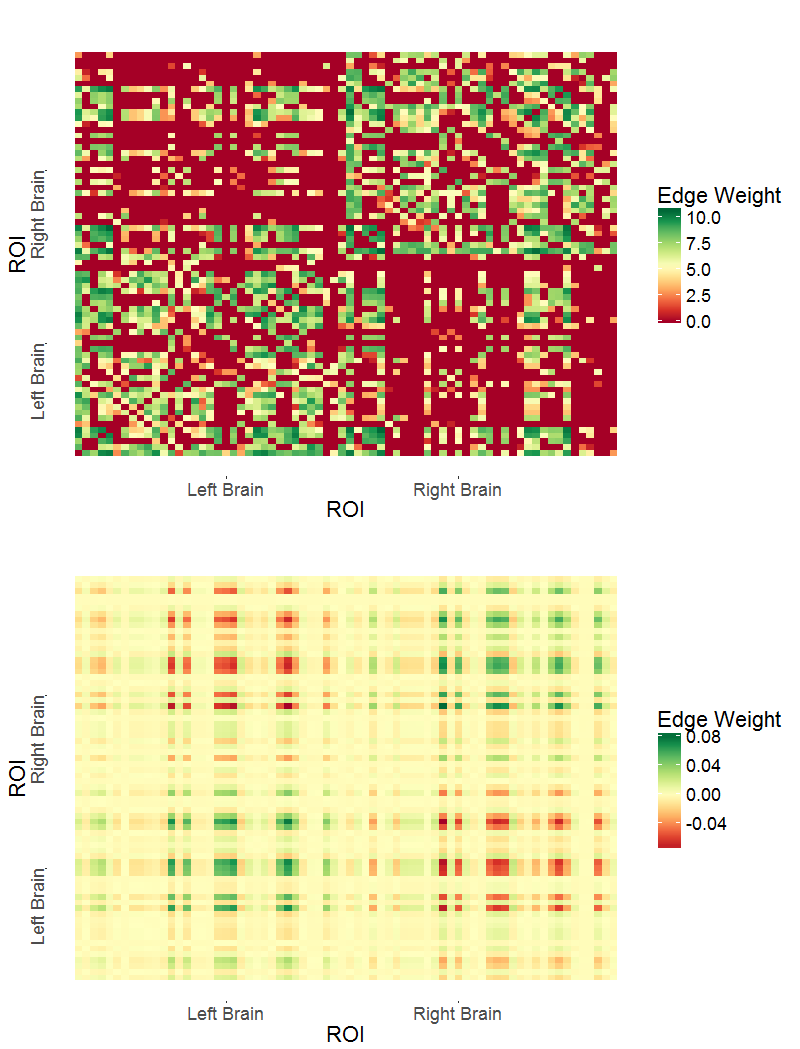 Edge Weight
10.0
7.5
5.0
2.5
0.0
ROI
Right Brain
Left Brain
Left Brain
Right Brain
ROI
Edge Weight
0.08
0.04
0.00
-0.04
ROI
Right Brain
Left Brain
Left Brain
Right Brain
ROI